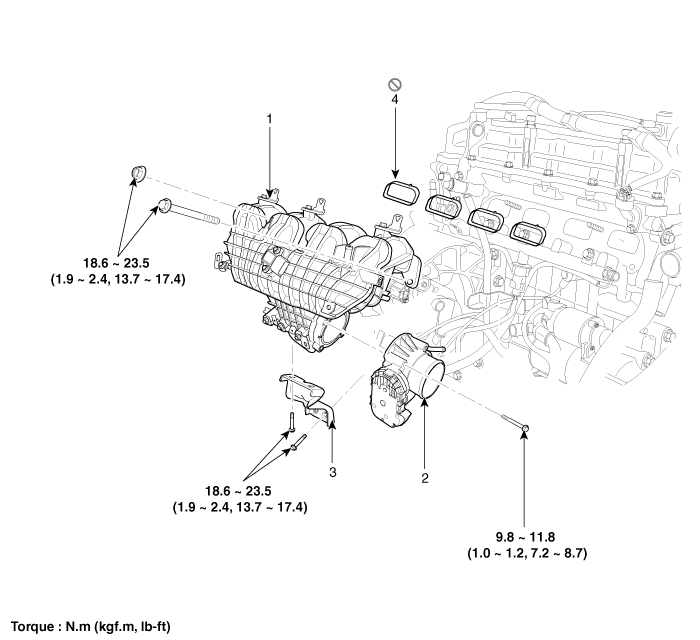 4
1
18.6 ~ 23.5
(1.9 ~ 2.4, 13.7 ~ 17.4)
3
2
18.6 ~ 23.5
(1.9 ~ 2.4, 13.7 ~ 17.4)
9.8 ~ 11.8
(1.0 ~ 1.2, 7.2 ~ 8.7)
Torque : N.m (kgf.m, lb-ft)